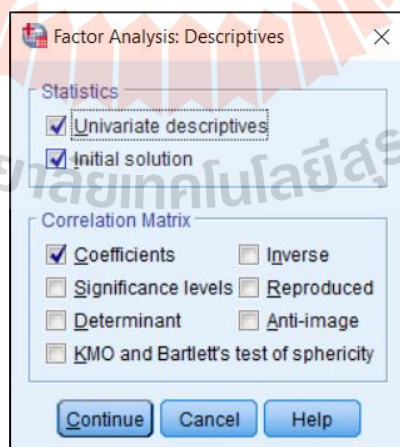 Factor Analysis: Descriptives
Statistics
Univariate descriptives
Initial solution
Correlation Matrix
Coefficients Inverse
Significance levels Reproduced
Determinant Anti-image
KMO and Bartlett's test of sphericity
Continue Cancel Help